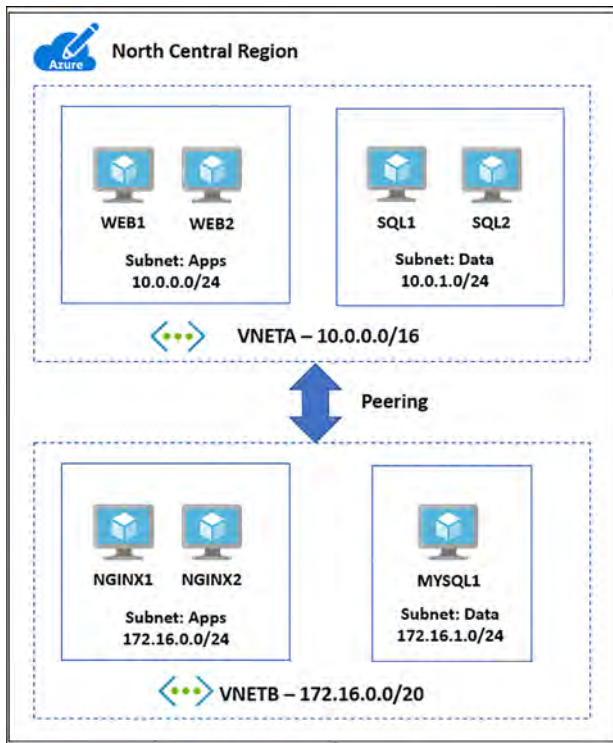 Azure
North Central Region
WEB1
WEB2
Subnet: Apps
10.0.0.0/24
SQL1
SQL2
Subnet: Data
10.0.1.0/24
VNETA – 10.0.0.0/16
Peering
NGINX1
NGINX2
Subnet: Apps
172.16.0.0/24
MYSQL1
Subnet: Data
172.16.1.0/24
VNETB – 172.16.0.0/20